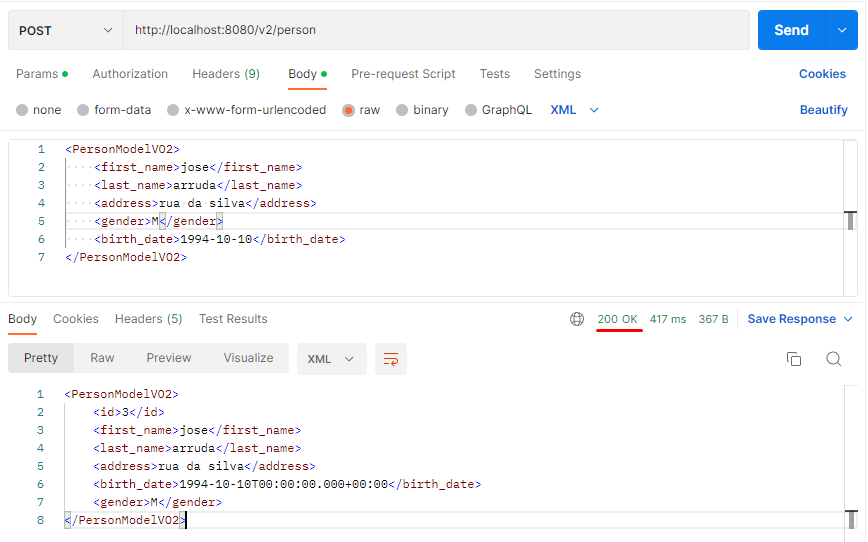 POST http://localhost:8080/v2/person Send
Params Authorization Headers (9) Body Pre-request Script Tests Settings Cookies
none form-data x-www-form-urlencoded raw binary GraphQL XML Beautify
1 <PersonModelVO2>
2 <first_name>jose</first_name>
3 <last_name>arruda</last_name>
4 <address>rua da silva</address>
5 <gender>M</gender>
6 <birth_date>1994-10-10</birth_date>
7 </PersonModelVO2>
Body Cookies Headers (5) Test Results 200 OK 417 ms 367 B Save Response
Pretty Raw Preview Visualize XML
1 <PersonModelVO2>
2 <id>3</id>
3 <first_name>jose</first_name>
4 <last_name>arruda</last_name>
5 <address>rua da silva</address>
6 <birth_date>1994-10-10T00:00:00.000+00:00</birth_date>
7 <gender>M</gender>
8 </PersonModelVO2>